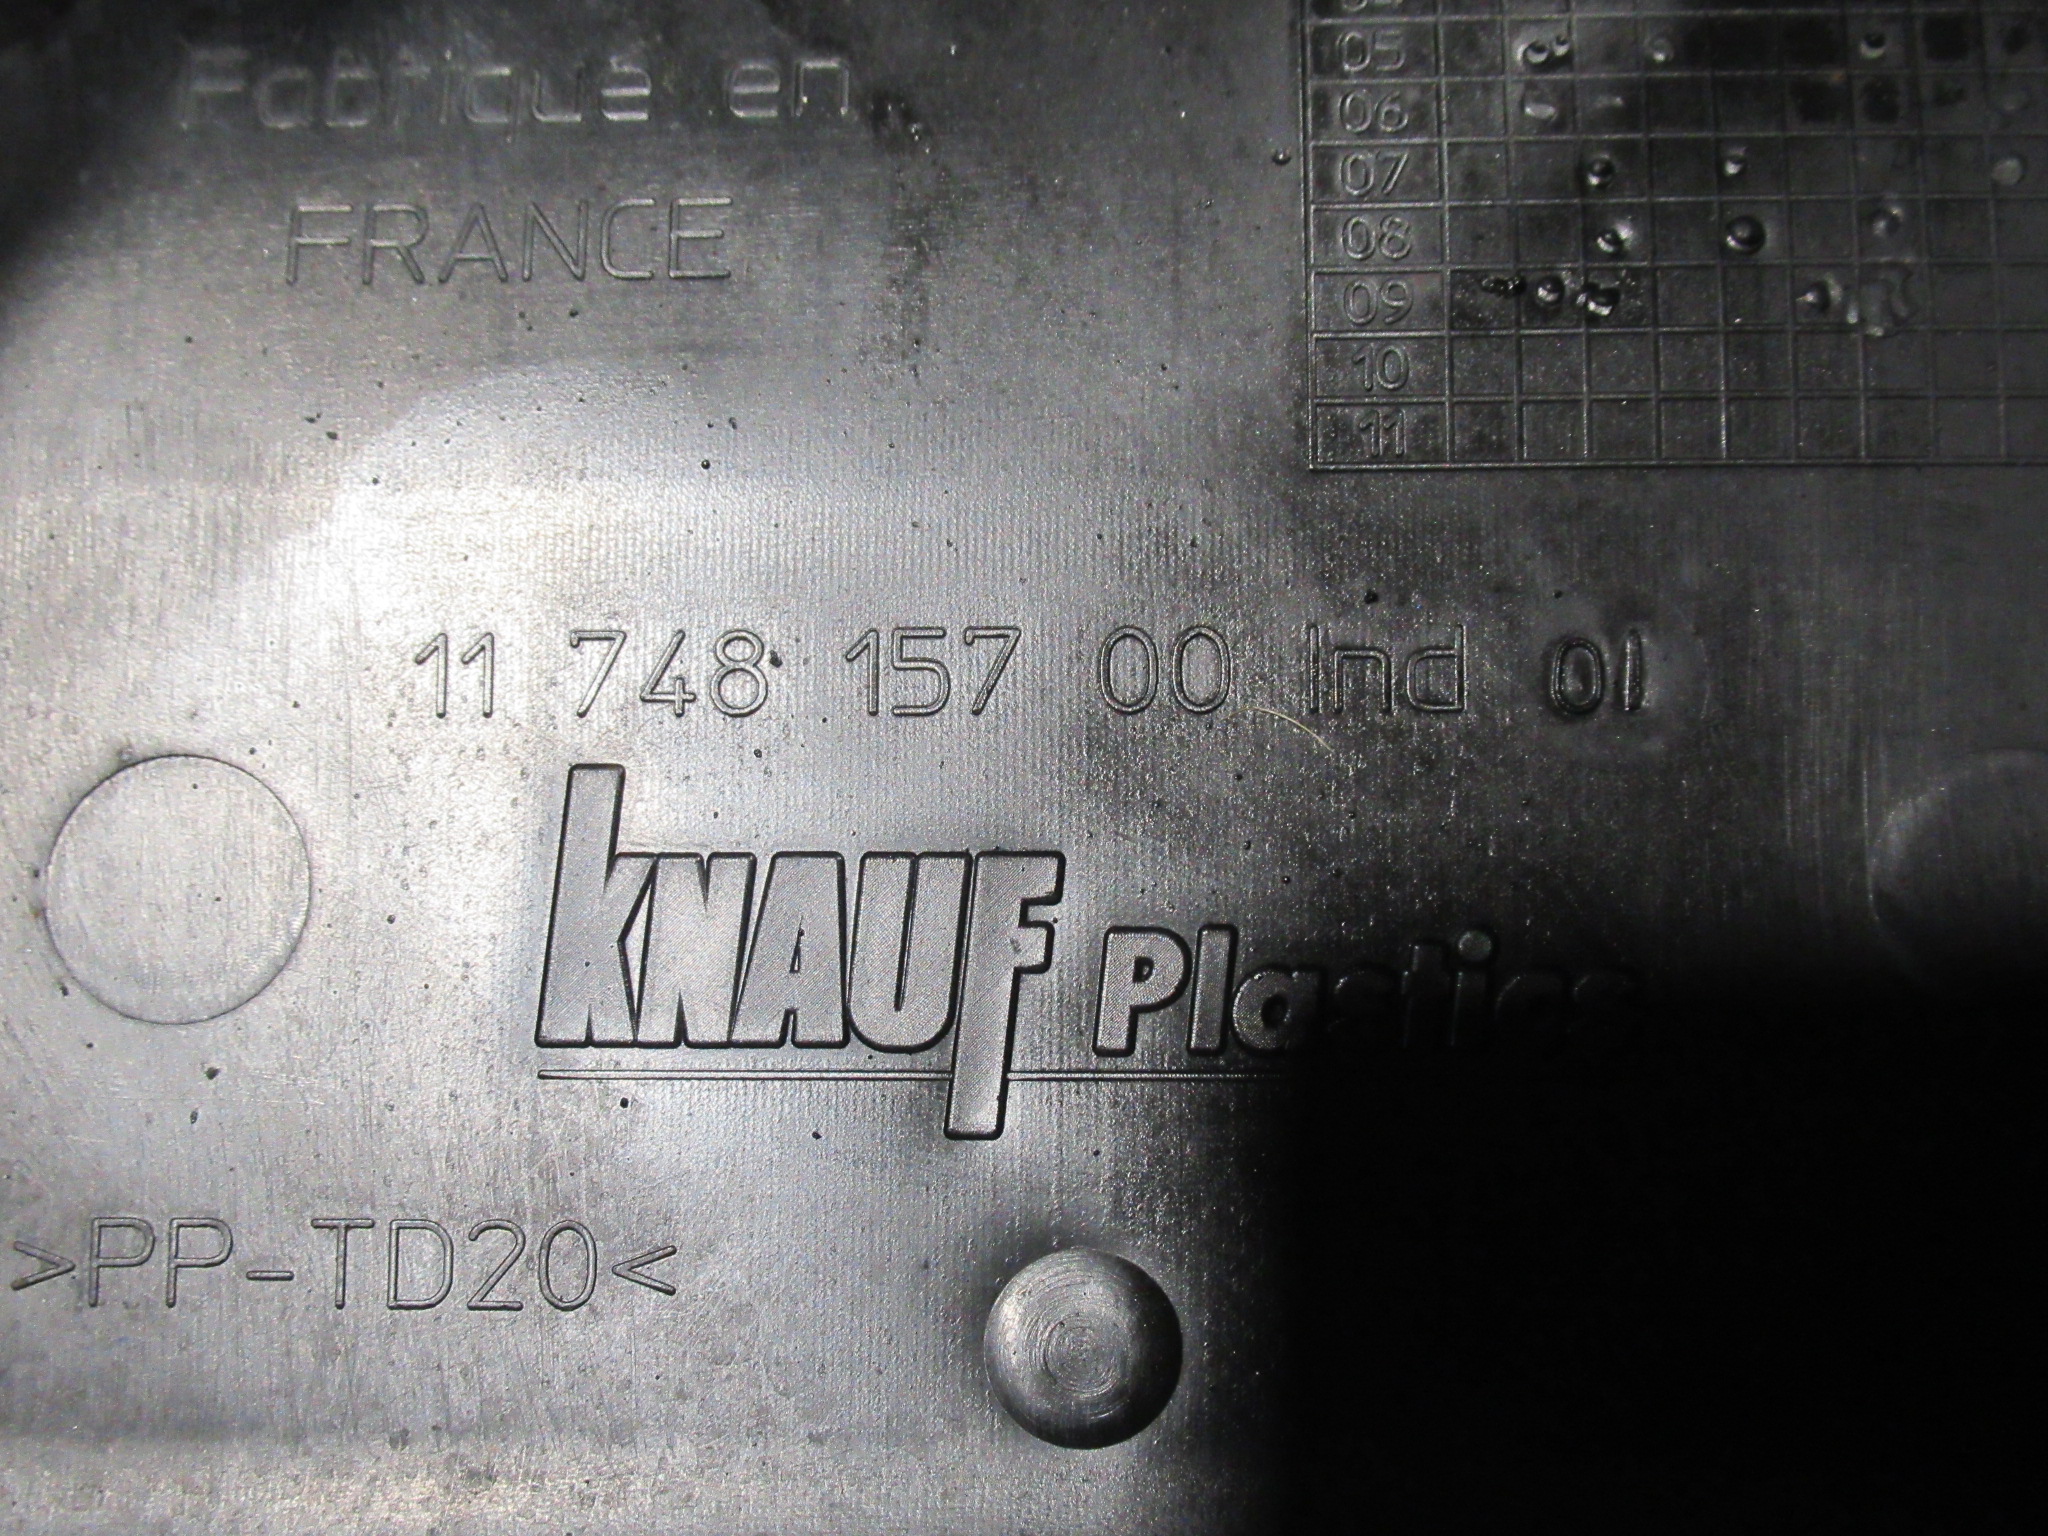 Fabriqué en
FRANCE
05
06
07
08
09
10
11
11 748 157 00 Ind 01
KNAUF Plastics
>PP-TD20<